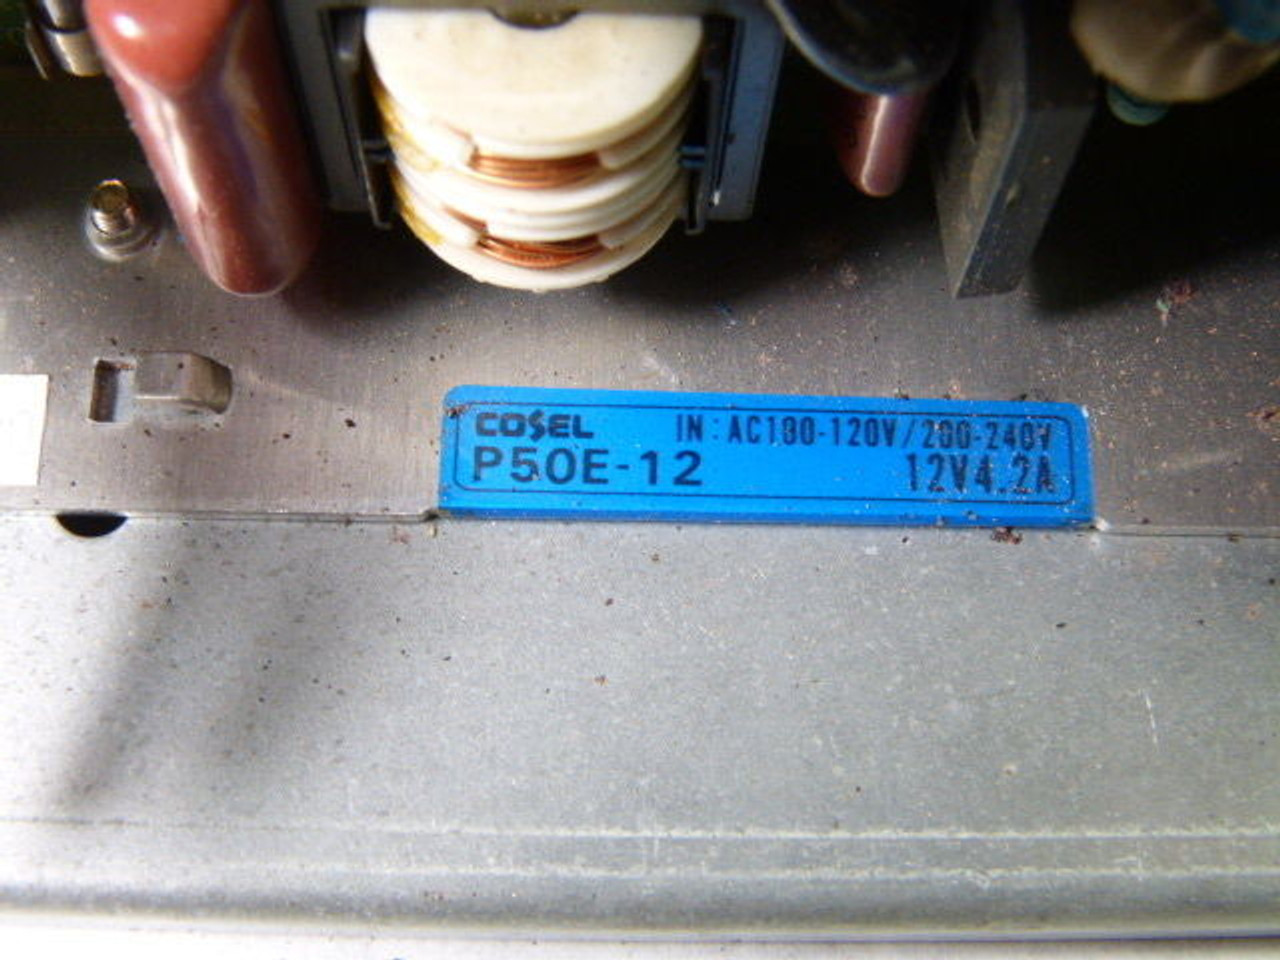 COSEL IN:AC100-120V/200-240V
P50E-12 12V4.2A